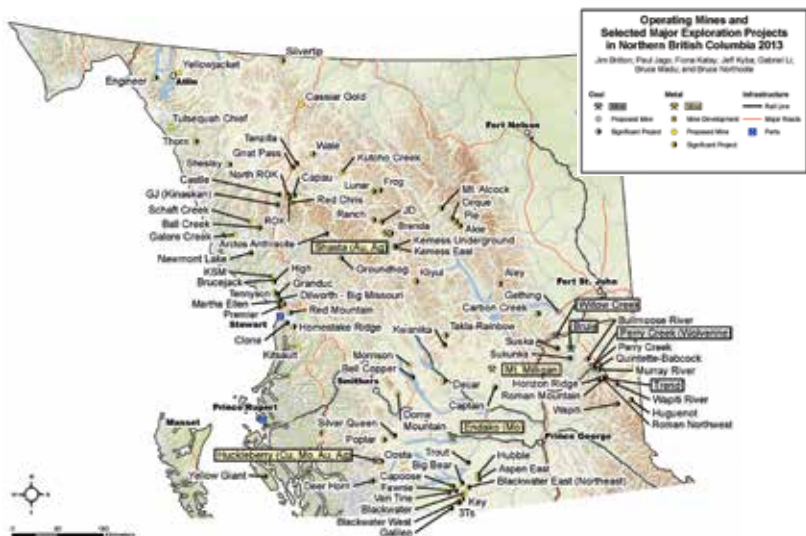 Operating Mines and
Selected Major Exploration Projects
in Northern British Columbia 2013
Jim Britton; Paul Jago; Fiona Katay; Jeff Kyba; Gabriel Li;
Bruce Madu; and Bruce Northcote
Coal
Metal
Infrastructure
Mine
Mine
Rail Line
Proposed Mine
Mine Development
Major Roads
Significant Project
Proposed Mine
Ports
Significant Project
Silvertip
Yellowjacket
Engineer
Atlin
Cassiar Gold
Tulsequah Chief
Fort Nelson
Thorn
Tanzilla
Wale
Gnat Pass
Kutcho Creek
Sheslay
North ROK
Capau
Castle
Lunar
Frog
GJ (Kinaskan)
Red Chris
Mt. Alcock
Schaft Creek
Ranch
JD
Cirque
Ball Creek
ROK
Brenda
Pie
Galore Creek
Akie
Arctos Anthracite
Shasta (Au, Ag)
Kemess Underground
Kemess East
Newmont Lake
Groundhog
KSM
High
Kliyul
Aley
Brucejack
Granduc
Fort St. John
Tennyson
Dilworth - Big Missouri
Gething
Martha Ellen
Carbon Creek
Willow Creek
Premier
Red Mountain
Bullmoose River
Stewart
Homestake Ridge
Kwanika
Takla-Rainbow
Brule
Perry Creek (Wolverine)
Clone
Suska
Perry Creek
Kitsault
Sukunka
Quintette-Babcock
Morrison
Mt. Milligan
Murray River
Bell Copper
Decar
Horizon Ridge
Trend
Smithers
Captain
Roman Mountain
Wapiti River
Prince Rupert
Dome
Mountain
Wapiti
Huguenot
Masset
Silver Queen
Endako (Mo)
Roman Northwest
Poplar
Prince George
Huckleberry (Cu, Mo, Au, Ag)
Oosta
Trout
Hubble
Yellow Giant
Big Bear
Aspen East
Deer Horn
Capoose
Blackwater East (Northeast)
Fawnie
Van Tine
Key
Blackwater
3Ts
Blackwater West
Galileo
N